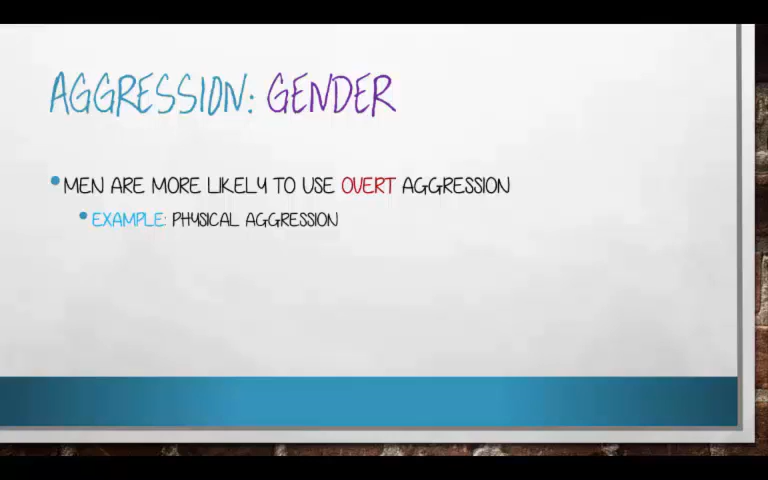 AGGRESSION: GENDER
•MEN ARE MORE LIKELY TO USE OVERT AGGRESSION
•EXAMPLE: PHYSICAL AGGRESSION